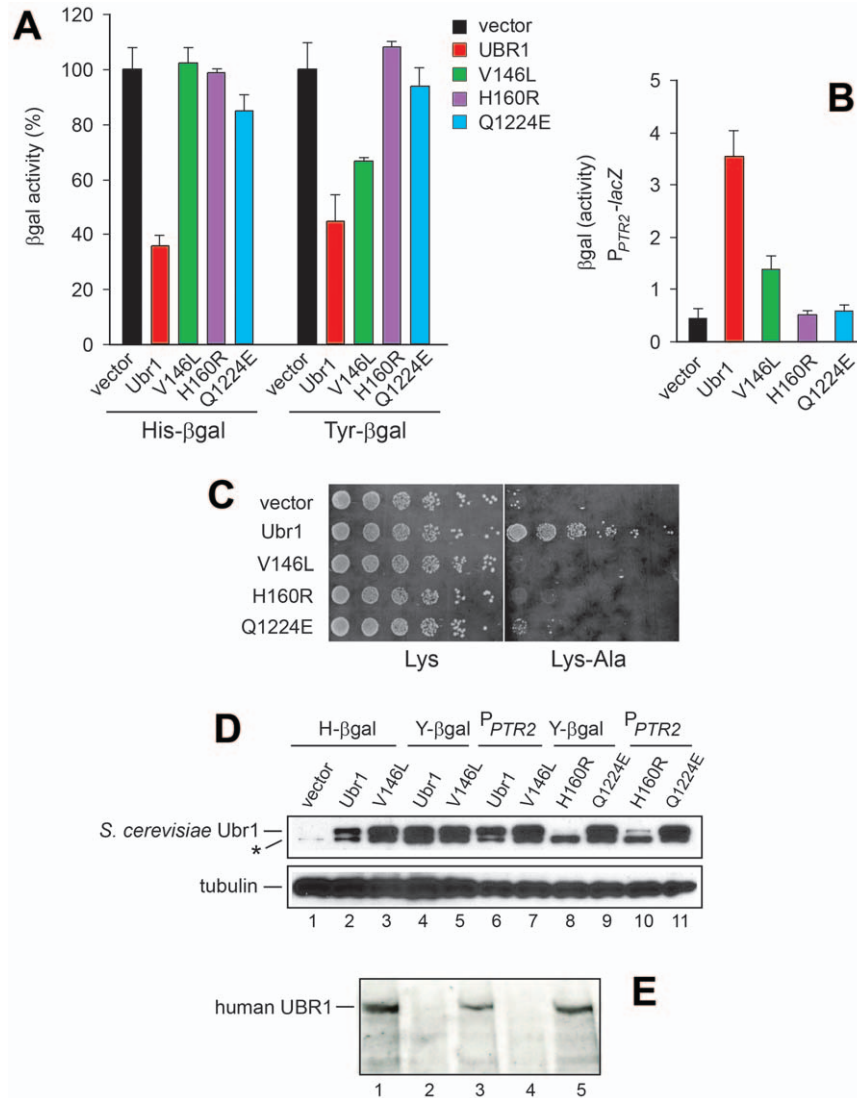 A
120
100
80
60
40
20
0
βgal activity (%)
vector
Ubr1
V146L
H160R
Q1224E
vector
Ubr1
V146L
H160R
Q1224E
His-βgal
Tyr-βgal
vector
UBR1
V146L
H160R
Q1224E
B
5
4
3
2
1
0
βgal (activity)
PPTR2-lacZ
vector
Ubr1
V146L
H160R
Q1224E
C
vector
Ubr1
V146L
H160R
Q1224E
Lys
Lys-Ala
D
H-βgal Y-βgal PPTR2 Y-βgal PPTR2
vector Ubr1 V146L Ubr1 V146L Ubr1 V146L H160R Q1224E H160R Q1224E
S. cerevisiae Ubr1
*
tubulin
1 2 3 4 5 6 7 8 9 10 11
E
human UBR1
1 2 3 4 5